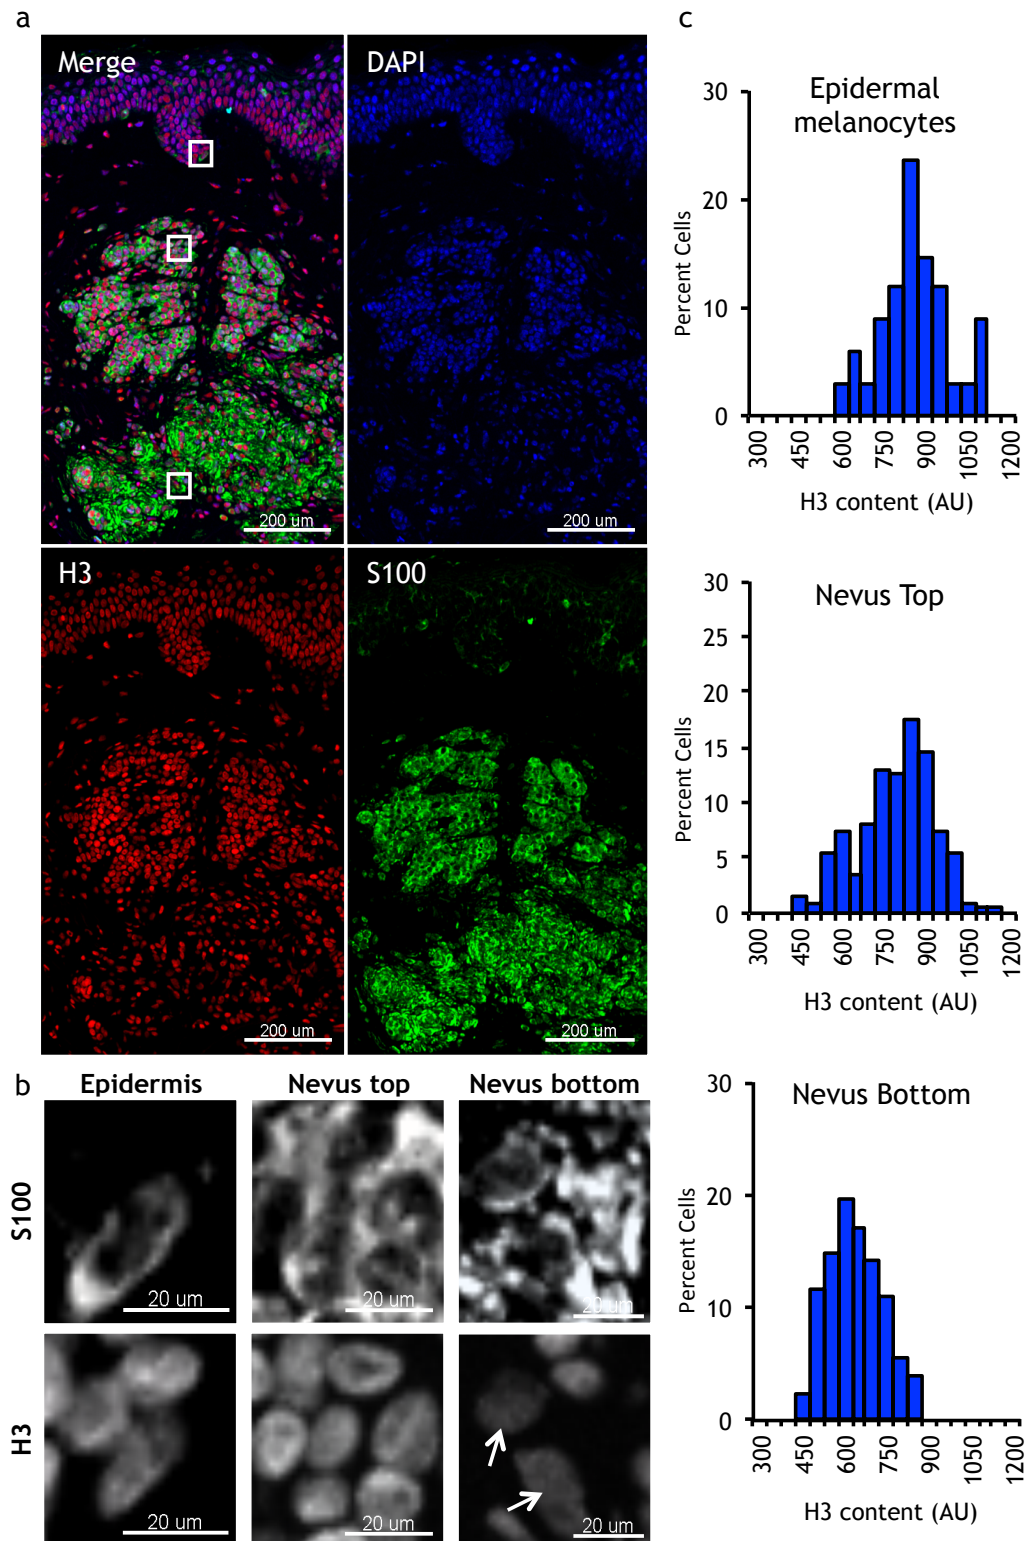 a
Merge
DAPI
200 um
200 um
H3
S100
200 um
200 um
b
Epidermis
Nevus top
Nevus bottom
S100
20 um
20 um
20 um
H3
20 um
20 um
20 um
c
Epidermal
melanocytes
Percent Cells
30
20
10
0
300 450 600 750 900 1050 1200
H3 content (AU)
Nevus Top
Percent Cells
30
25
20
15
10
5
0
300 450 600 750 900 1050 1200
H3 content (AU)
Nevus Bottom
Percent Cells
30
20
10
0
300 450 600 750 900 1050 1200
H3 content (AU)